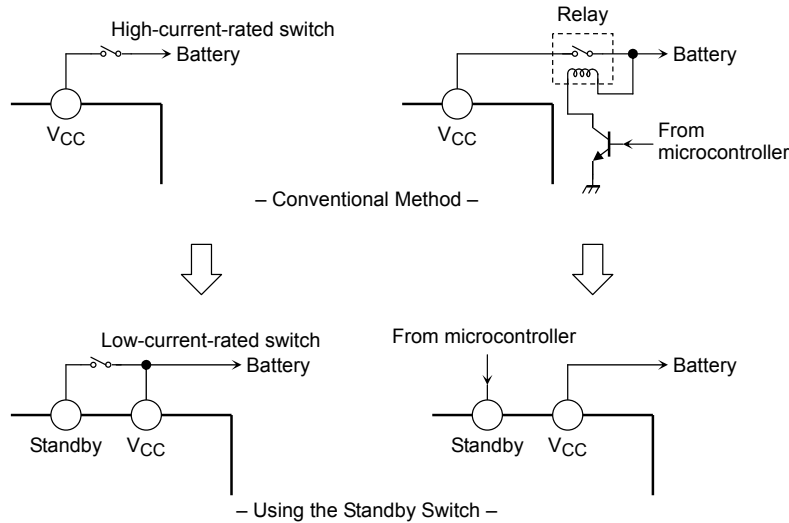 High-current-rated switch
Battery
VCC
Relay
Battery
VCC
From
microcontroller
– Conventional Method –
Low-current-rated switch
Battery
Standby
VCC
From microcontroller
Battery
Standby
VCC
– Using the Standby Switch –